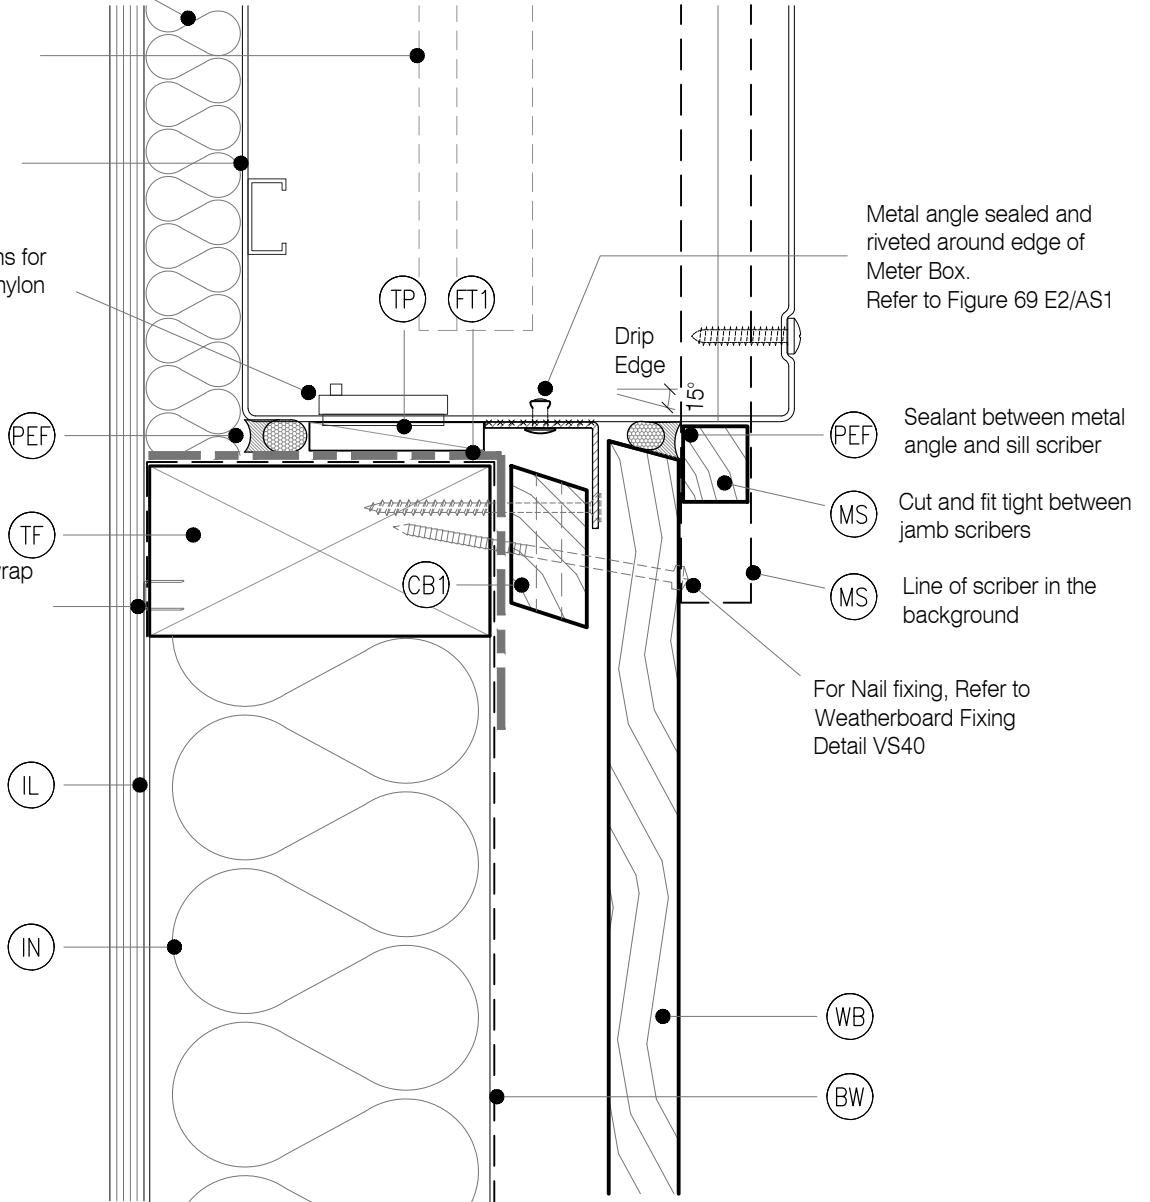 ns for
nylon
TP
FT1
Metal angle sealed and
riveted around edge of
Meter Box.
Refer to Figure 69 E2/AS1
Drip
Edge
15°
PEF
PEF
Sealant between metal
angle and sill scriber
MS
Cut and fit tight between
jamb scribers
TF
rap
CB1
MS
Line of scriber in the
background
For Nail fixing, Refer to
Weatherboard Fixing
Detail VS40
IL
IN
WB
BW